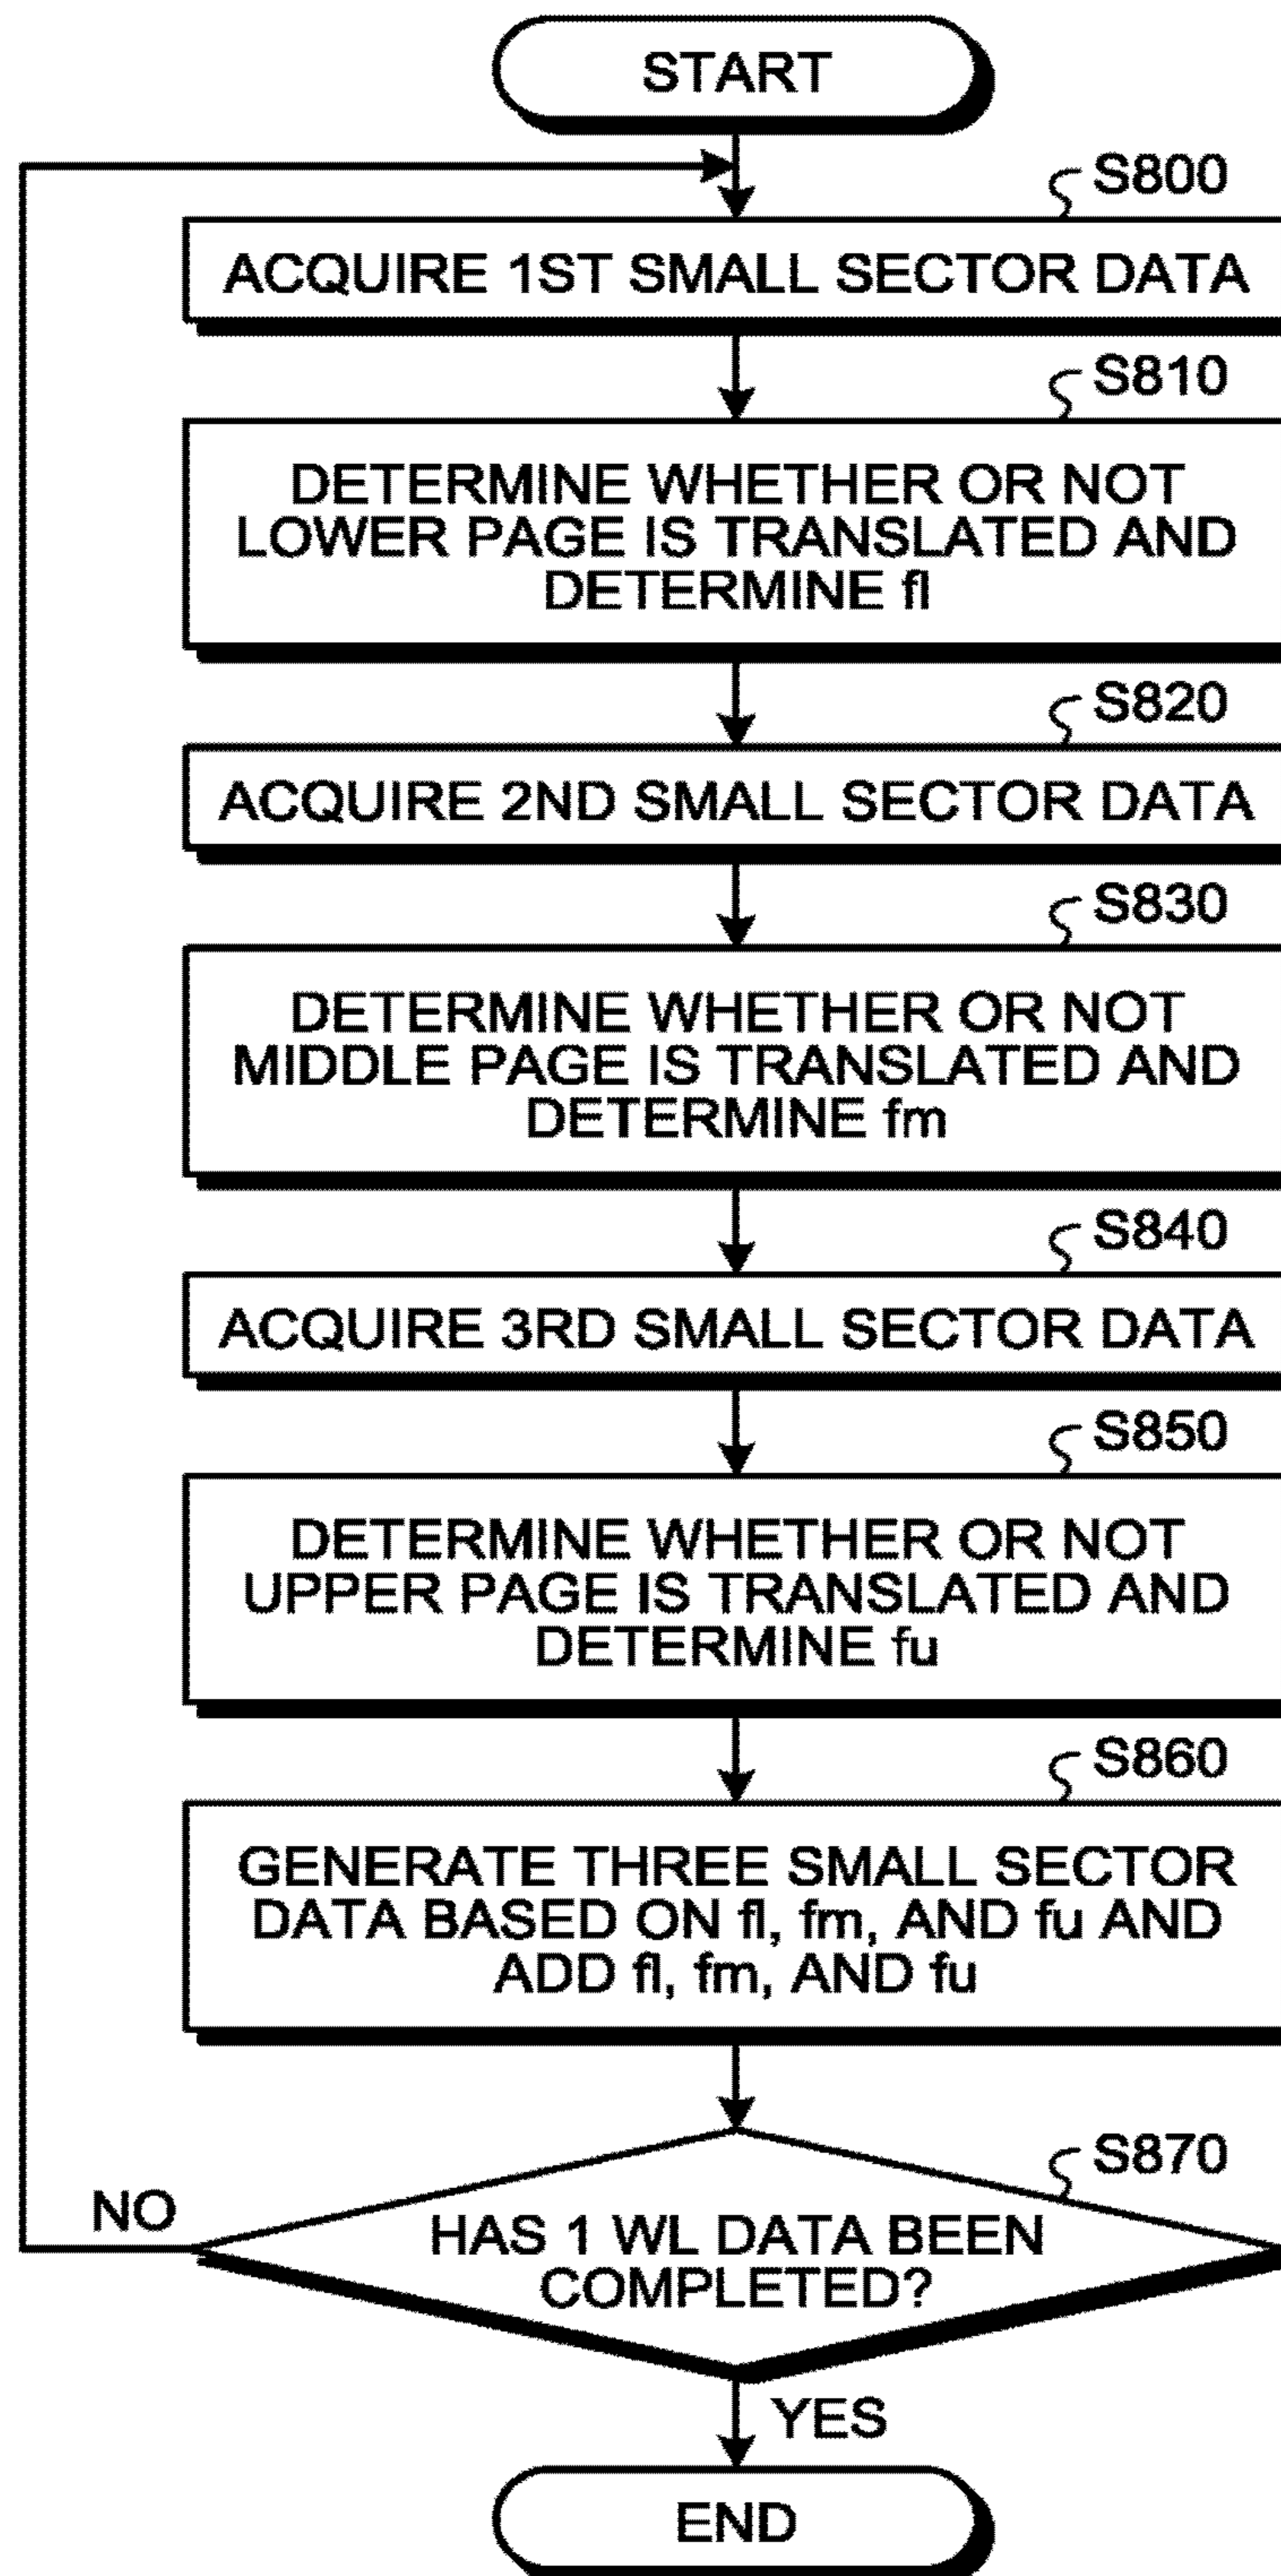 START
S800
ACQUIRE 1ST SMALL SECTOR DATA
S810
DETERMINE WHETHER OR NOT
LOWER PAGE IS TRANSLATED AND
DETERMINE fl
S820
ACQUIRE 2ND SMALL SECTOR DATA
S830
DETERMINE WHETHER OR NOT
MIDDLE PAGE IS TRANSLATED AND
DETERMINE fm
S840
ACQUIRE 3RD SMALL SECTOR DATA
S850
DETERMINE WHETHER OR NOT
UPPER PAGE IS TRANSLATED AND
DETERMINE fu
S860
GENERATE THREE SMALL SECTOR
DATA BASED ON fl, fm, AND fu AND
ADD fl, fm, AND fu
S870
NO
HAS 1 WL DATA BEEN
COMPLETED?
YES
END